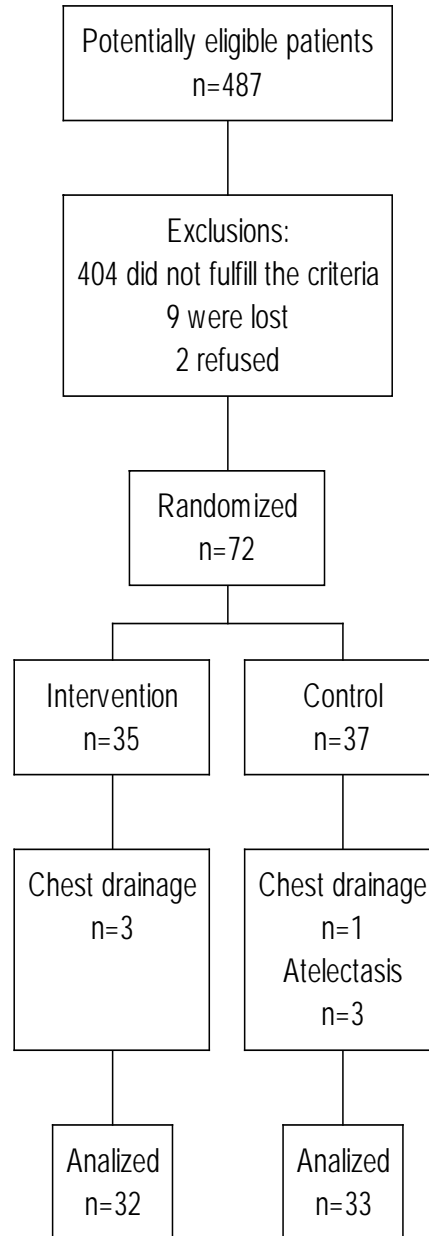 Potentially eligible patients
n=487
Exclusions:
404 did not fulfill the criteria
9 were lost
2 refused
Randomized
n=72
Intervention
n=35
Control
n=37
Chest drainage
n=3
Chest drainage
n=1
Atelectasis
n=3
Analized
n=32
Analized
n=33